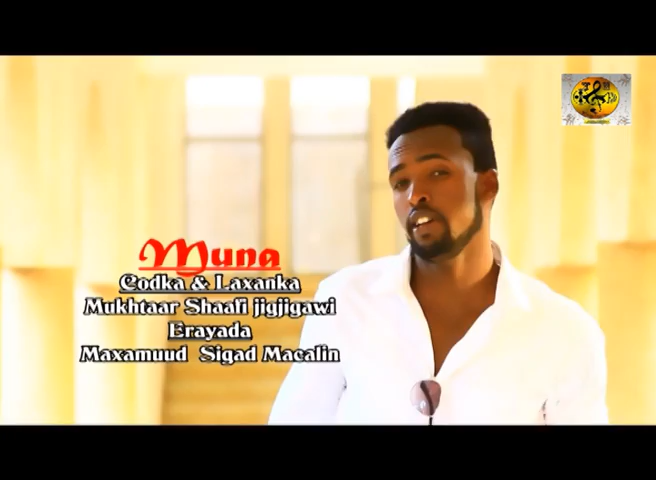 Muna
Codka & Laxanka
Mukhtaar Shaafi jigjigawi
Erayada
Maxamuud Sigad Macalin